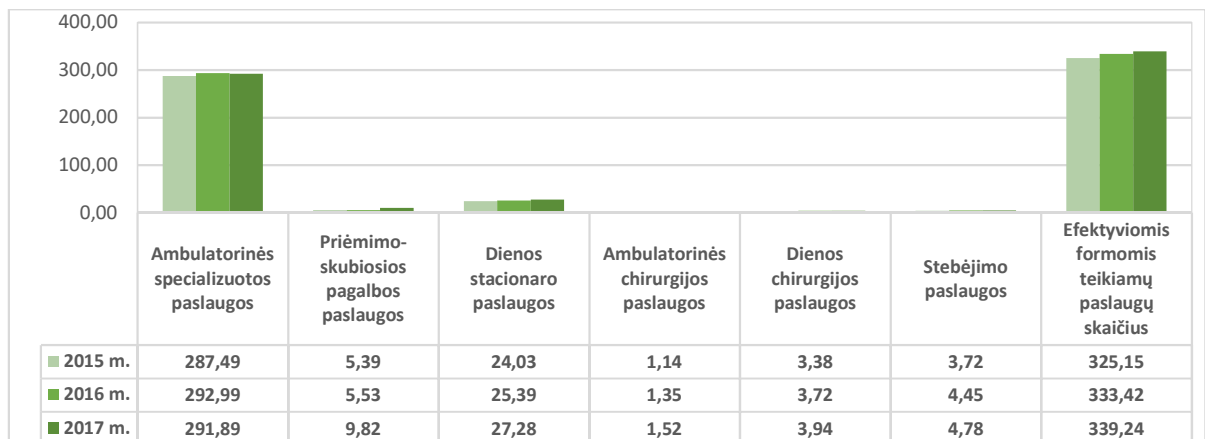 400,00
300,00
200,00
100,00
0,00
Ambulatorinės specializuotos paslaugos
Priėmimo-skubiosios pagalbos paslaugos
Dienos stacionaro paslaugos
Ambulatorinės chirurgijos paslaugos
Dienos chirurgijos paslaugos
Stebėjimo paslaugos
Efektyviomis formomis teikiamų paslaugų skaičius
2015 m. 287,49 5,39 24,03 1,14 3,38 3,72 325,15
2016 m. 292,99 5,53 25,39 1,35 3,72 4,45 333,42
2017 m. 291,89 9,82 27,28 1,52 3,94 4,78 339,24